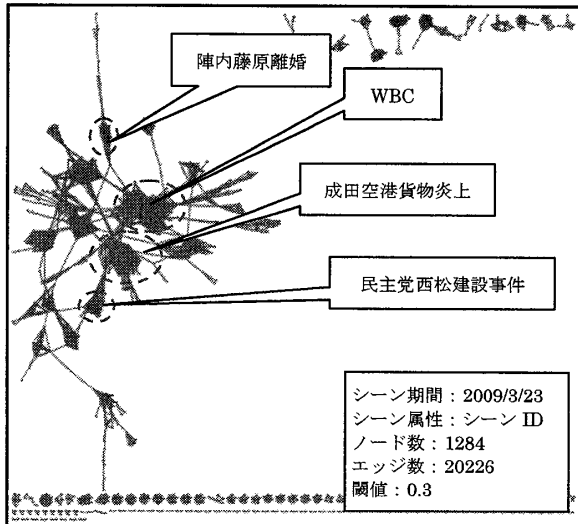 陣内藤原離婚
WBC
成田空港貨物炎上
民主党西松建設事件
シーン期間：2009/3/23
シーン属性：シーン ID
ノード数：1284
エッジ数：20226
閾値：0.3